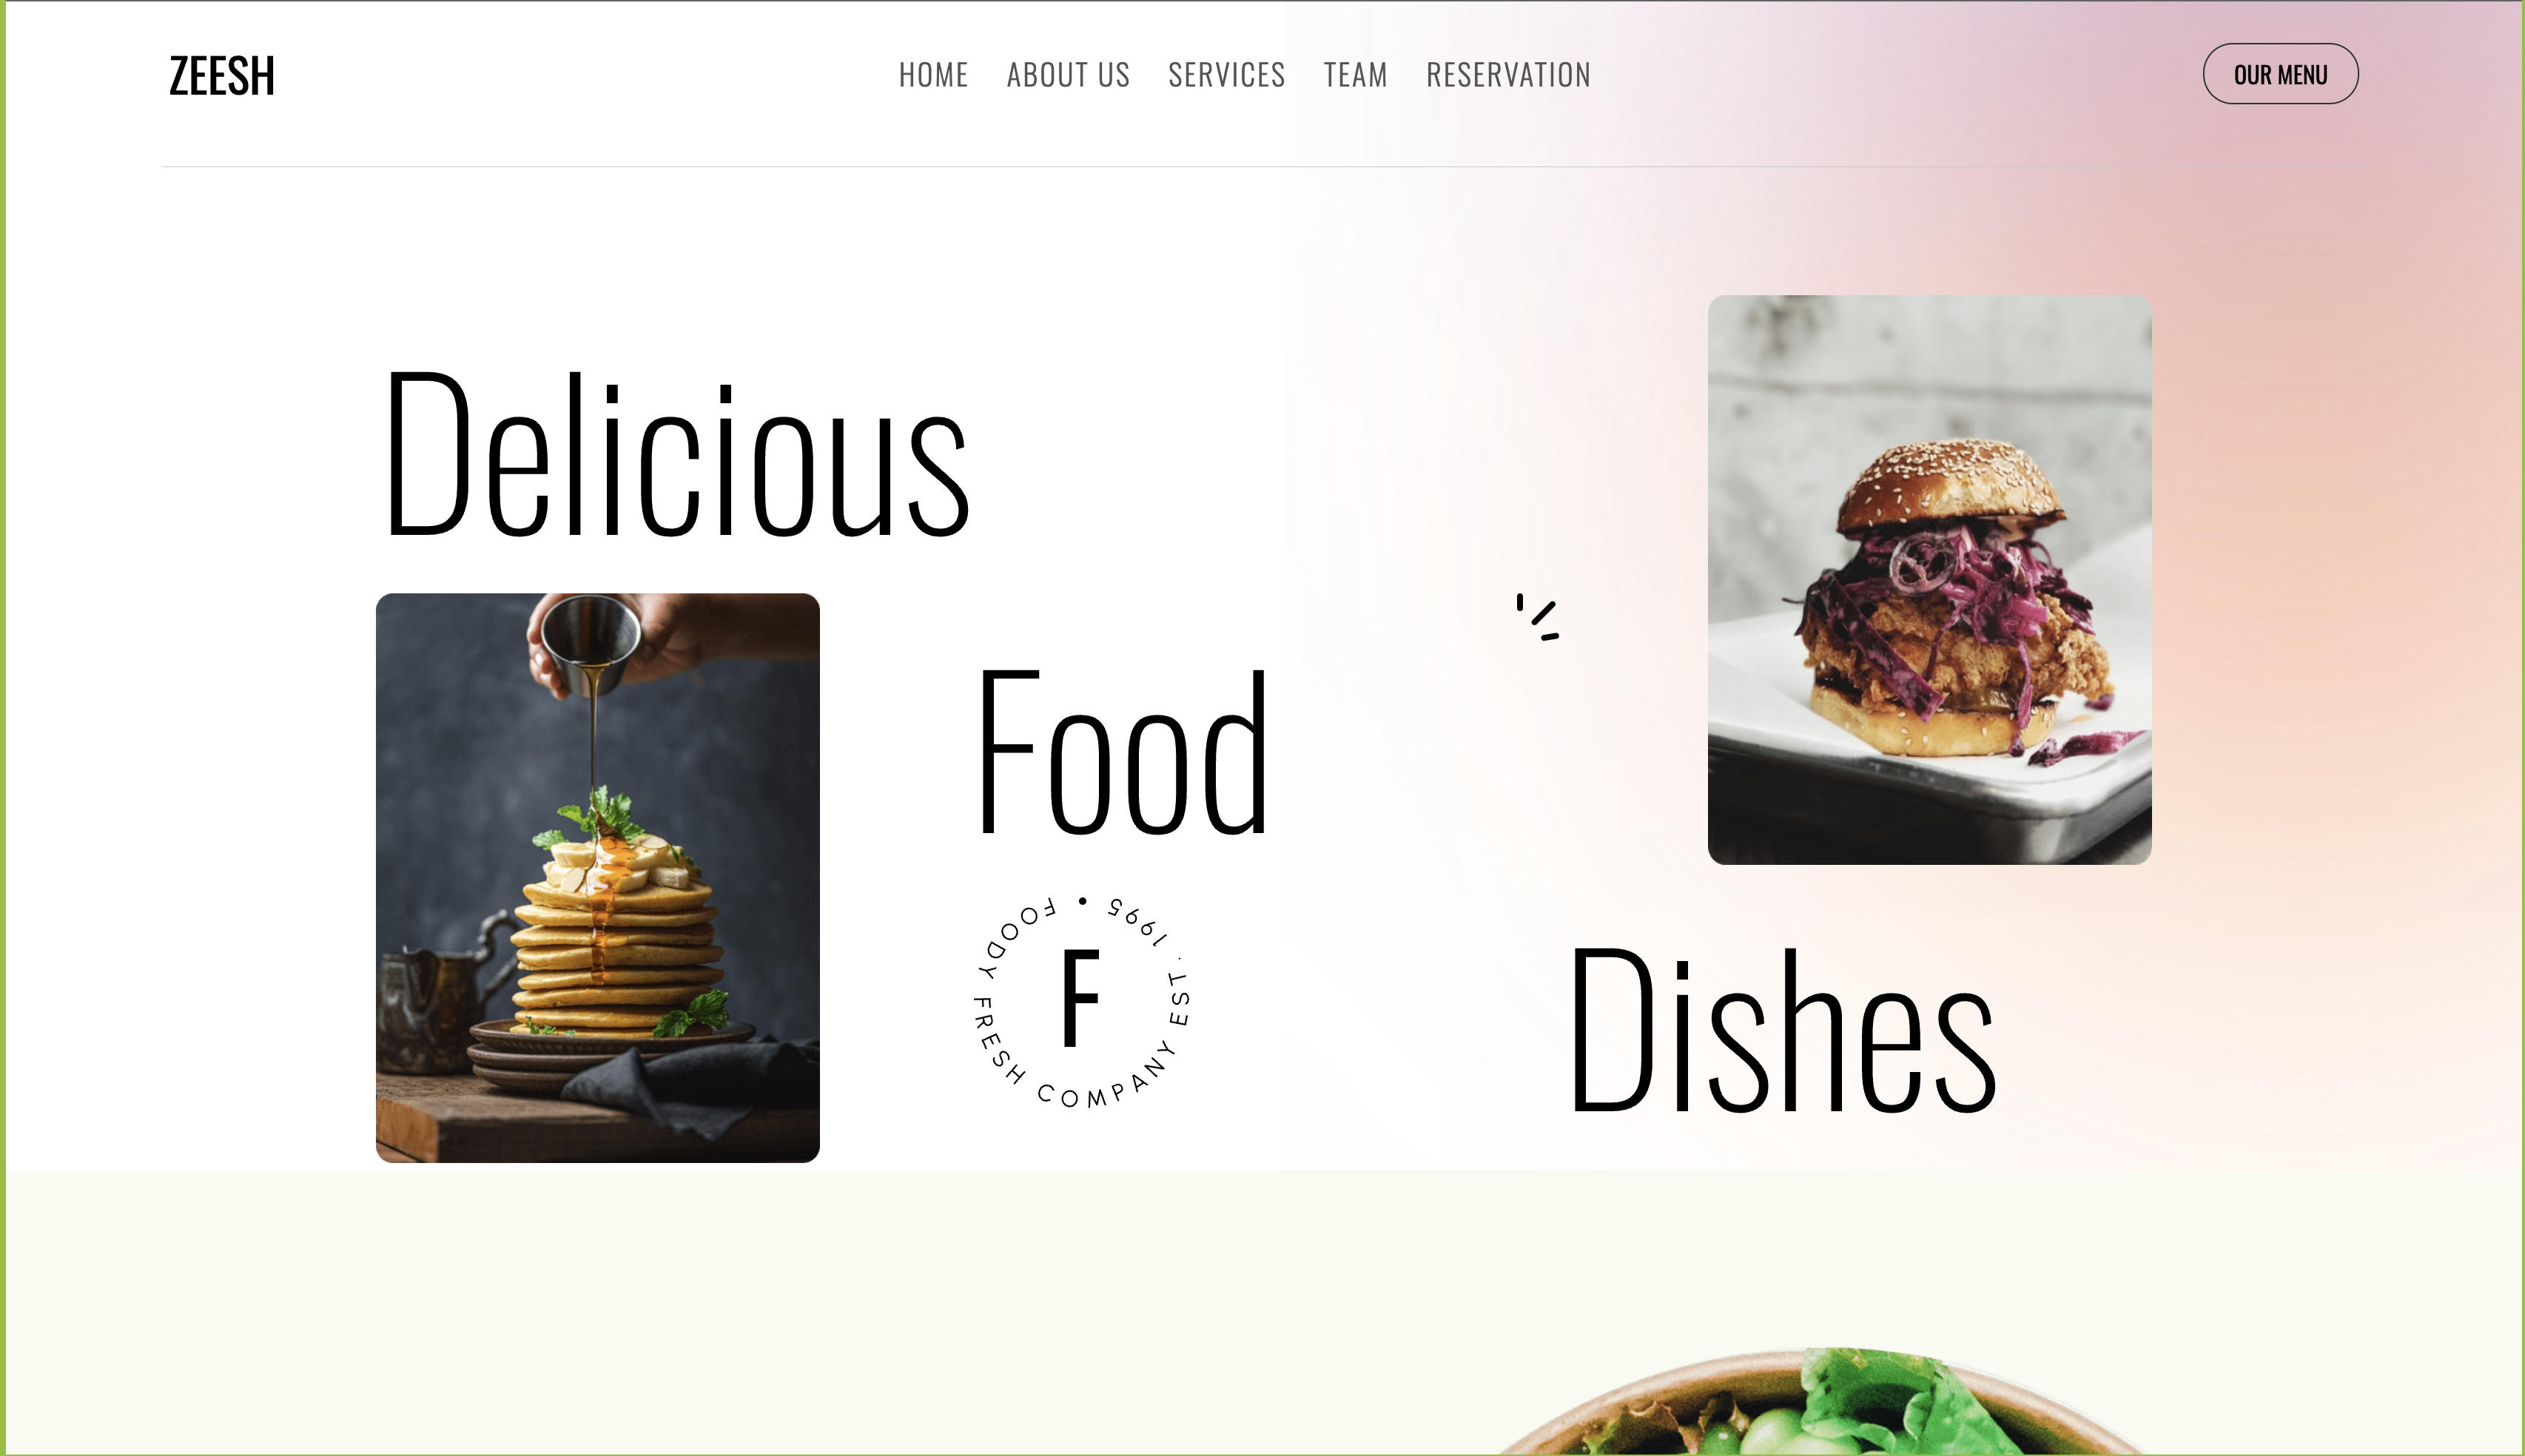 ZEESH
HOME ABOUT US SERVICES TEAM RESERVATION
OUR MENU
Delicious
Food
FOODY FRESH COMPANY EST . 1995 •
F
Dishes